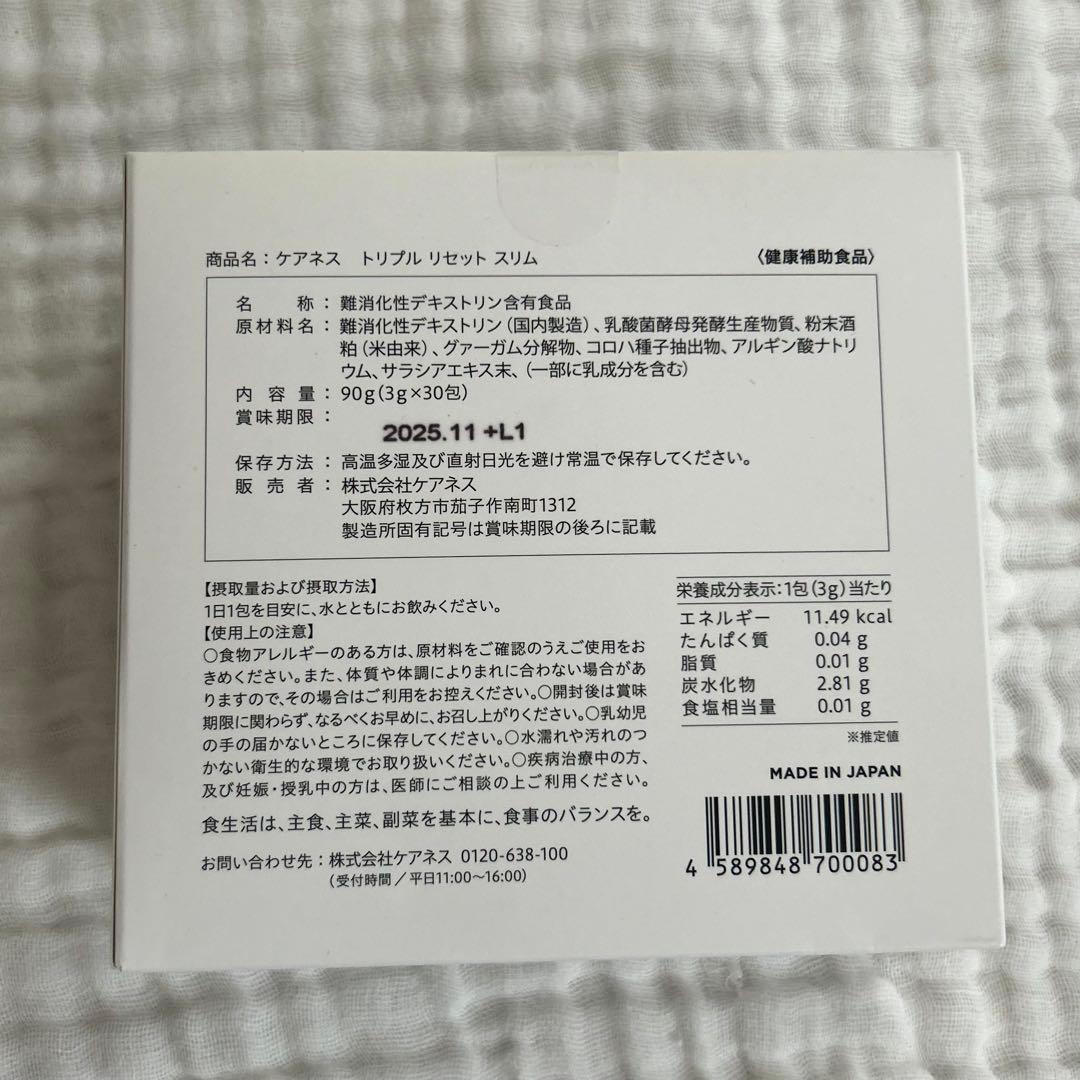 商品名：ケアネス　トリプル リセット スリム　〈健康補助食品〉
名　　称：難消化性デキストリン含有食品
原材料名：難消化性デキストリン（国内製造）、乳酸菌酵母発酵生産物質、粉末酒
粕（米由来）、グァーガム分解物、コロハ種子抽出物、アルギン酸ナトリ
ウム、サラシアエキス末、（一部に乳成分を含む）
内 容 量：90g（3g×30包）
賞味期限：
2025.11 +L1
保存方法：高温多湿及び直射日光を避け常温で保存してください。
販 売 者：株式会社ケアネス
大阪府枚方市茄子作南町1312
製造所固有記号は賞味期限の後ろに記載
【摂取量および摂取方法】
1日1包を目安に、水とともにお飲みください。
【使用上の注意】
○食物アレルギーのある方は、原材料をご確認のうえご使用をお
きめください。また、体質や体調によりまれに合わない場合があ
りますので、その場合はご利用をお控えください。○開封後は賞味
期限に関わらず、なるべくお早めに、お召し上がりください。○乳幼児
の手の届かないところに保存してください。○水濡れや汚れのつ
かない衛生的な環境でお取り扱いください。○疾病治療中の方、
及び妊娠・授乳中の方は、医師にご相談の上ご利用ください。
食生活は、主食、主菜、副菜を基本に、食事のバランスを。
お問い合わせ先：株式会社ケアネス 0120-638-100
（受付時間／平日11:00～16:00）
栄養成分表示：1包（3g）当たり
エネルギー 11.49 kcal
たんぱく質 0.04 g
脂質 0.01 g
炭水化物 2.81 g
食塩相当量 0.01 g
※推定値
MADE IN JAPAN
4 589848 700083